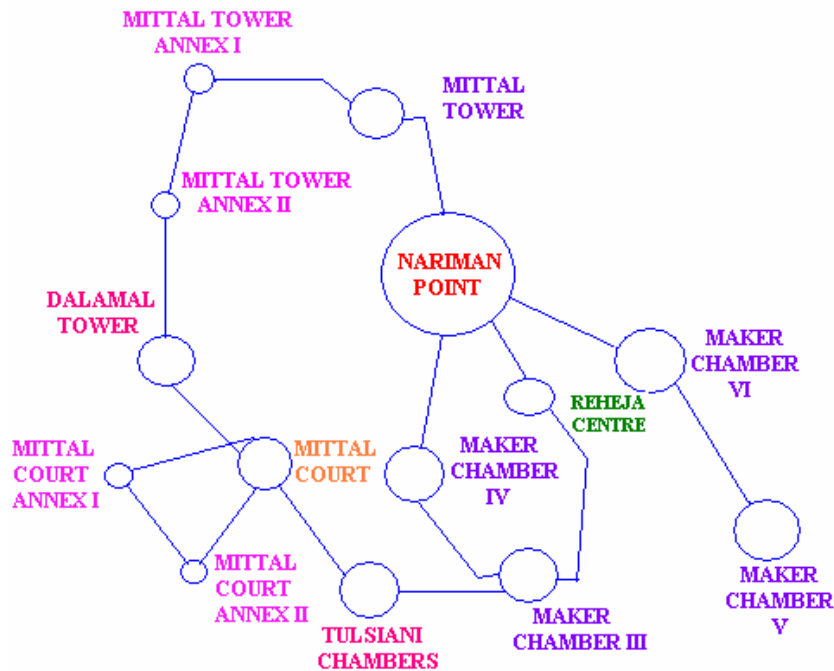 MITTAL TOWER
ANNEX I
MITTAL
TOWER
MITTAL TOWER
ANNEX II
NARIMAN
POINT
DALAMAL
TOWER
MAKER
CHAMBER
VI
REHEJA
CENTRE
MITTAL
COURT
ANNEX I
MITTAL
COURT
MAKER
CHAMBER
IV
MITTAL
COURT
ANNEX II
TULSIANI
CHAMBERS
MAKER
CHAMBER III
MAKER
CHAMBER
V